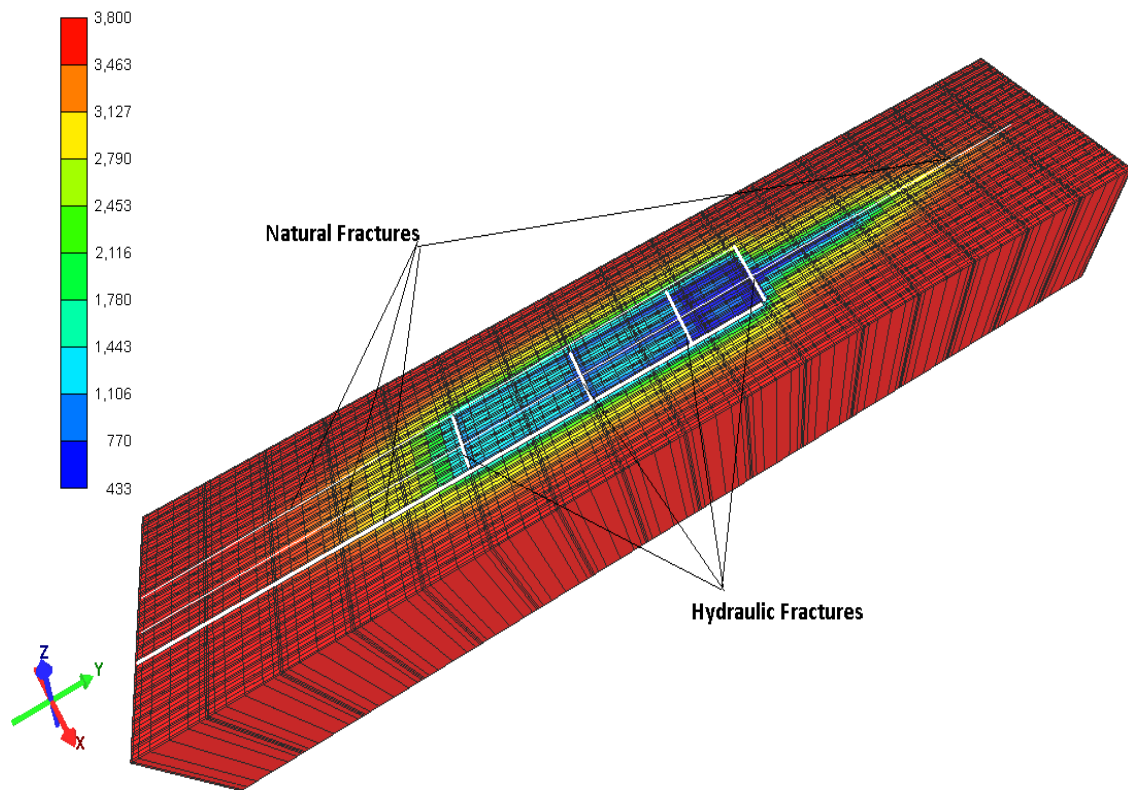 3,800
3,463
3,127
2,790
2,453
2,116
1,780
1,443
1,106
770
433
Natural Fractures
Hydraulic Fractures
Z
Y
X